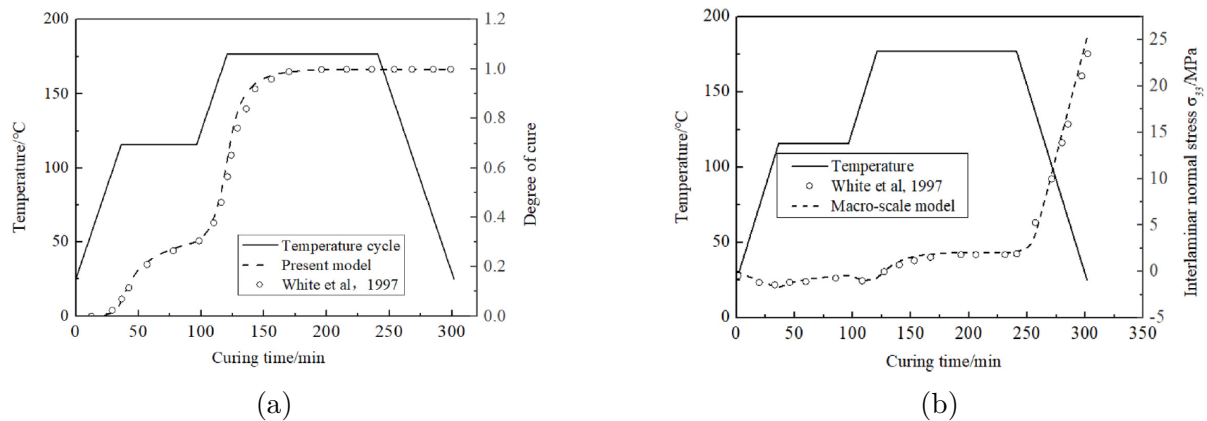 200
150
100
50
0
Temperature/°C
1.2
1.0
0.8
0.6
0.4
0.2
0.0
Degree of cure
Temperature cycle
Present model
White et al，1997
0 50 100 150 200 250 300
Curing time/min
(a)
200
150
100
50
0
Temperature/°C
25
20
15
10
5
0
-5
Interlaminar normal stress σ33/MPa
Temperature
White et al, 1997
Macro-scale model
0 50 100 150 200 250 300 350
Curing time/min
(b)